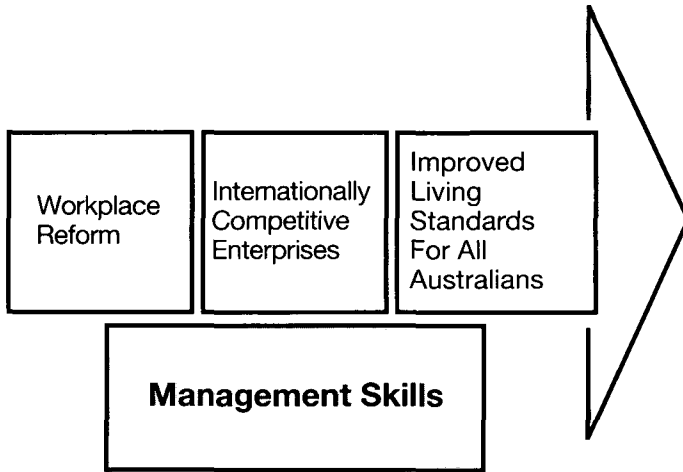 Workplace
Reform
Internationally
Competitive
Enterprises
Improved
Living
Standards
For All
Australians
Management Skills